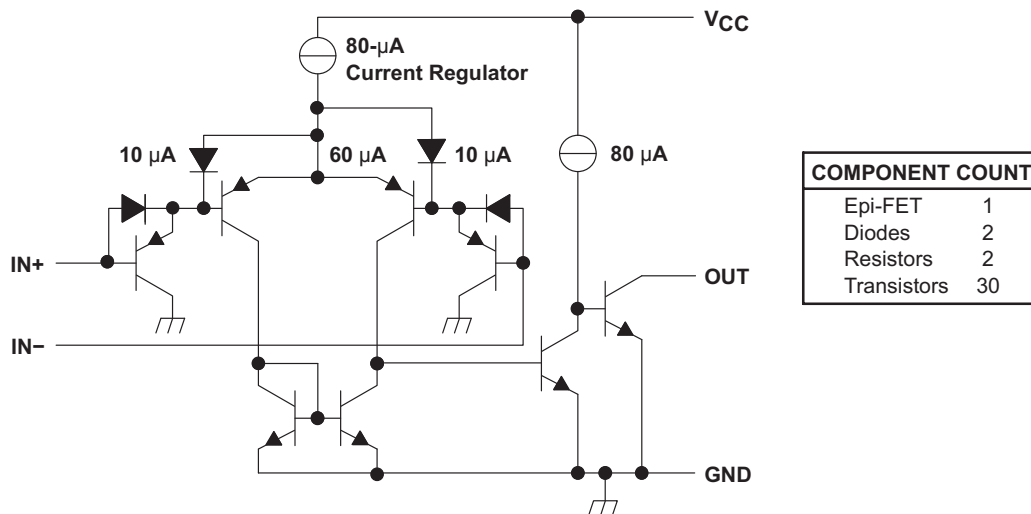 VCC
80-µA
Current Regulator
10 µA
60 µA
10 µA
80 µA
IN+
OUT
IN−
GND
COMPONENT COUNT
Epi-FET 1
Diodes 2
Resistors 2
Transistors 30